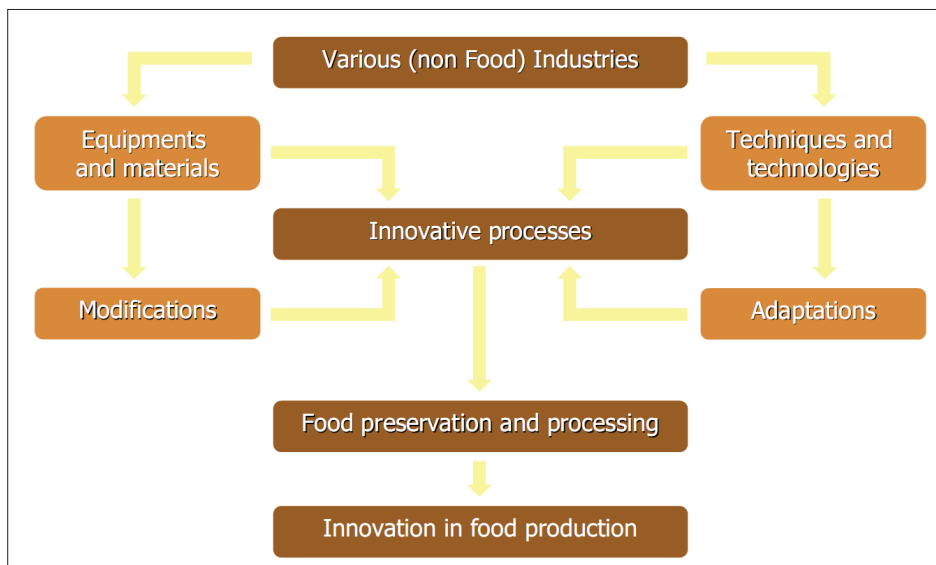 Various (non Food) Industries
Equipments
and materials
Techniques and
technologies
Innovative processes
Modifications
Adaptations
Food preservation and processing
Innovation in food production